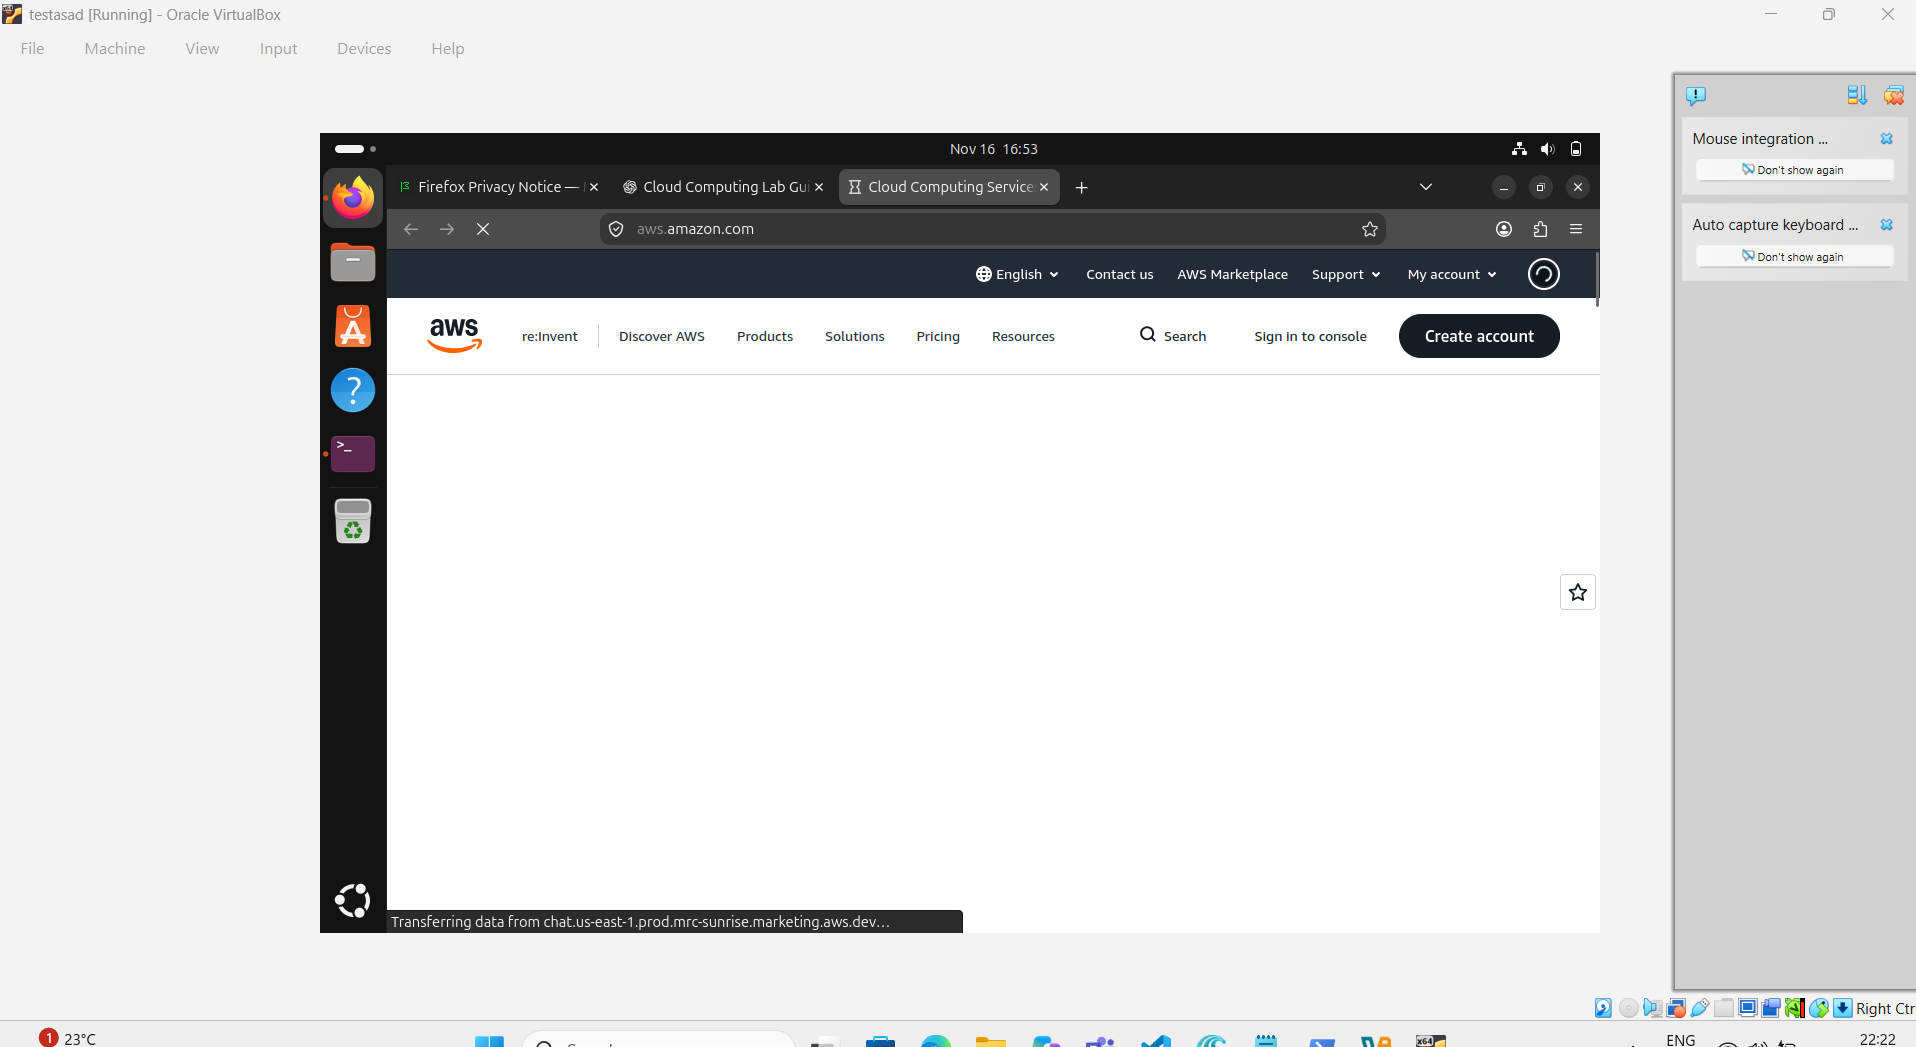 testasad [Running] - Oracle VirtualBox
File Machine View Input Devices Help
Nov 16 16:53
Firefox Privacy Notice —
Cloud Computing Lab Gui
Cloud Computing Service
aws.amazon.com
English Contact us AWS Marketplace Support My account
aws re:Invent Discover AWS Products Solutions Pricing Resources Search Sign in to console Create account
Transferring data from chat.us-east-1.prod.mrc-sunrise.marketing.aws.dev…
Mouse integration ...
Don't show again
Auto capture keyboard ...
Don't show again
Right Ctr
1 23°C
x64
ENG
22:22